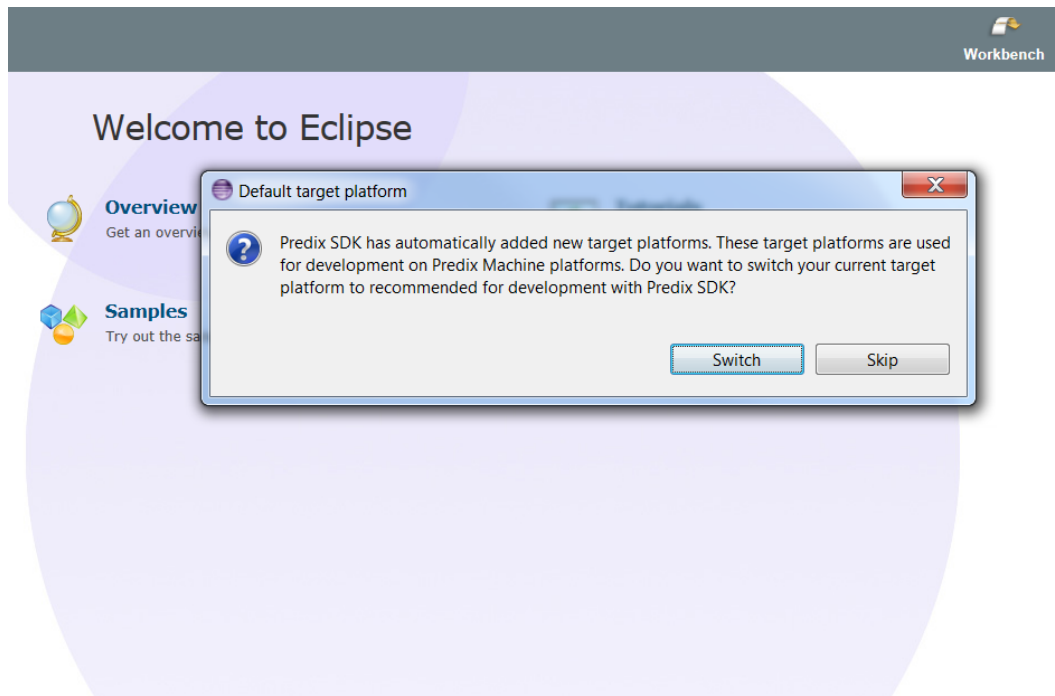 Workbench
Welcome to Eclipse
Default target platform
Overview
Get an overvi
Predix SDK has automatically added new target platforms. These target platforms are used
for development on Predix Machine platforms. Do you want to switch your current target
platform to recommended for development with Predix SDK?
Samples
Try out the sa
Switch
Skip